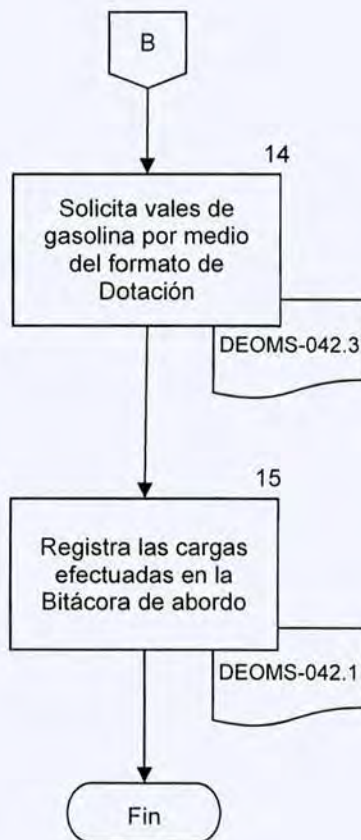 B
14
Solicita vales de
gasolina por medio
del formato de
Dotación
DEOMS-042.3
15
Registra las cargas
efectuadas en la
Bitácora de abordo
DEOMS-042.1
Fin